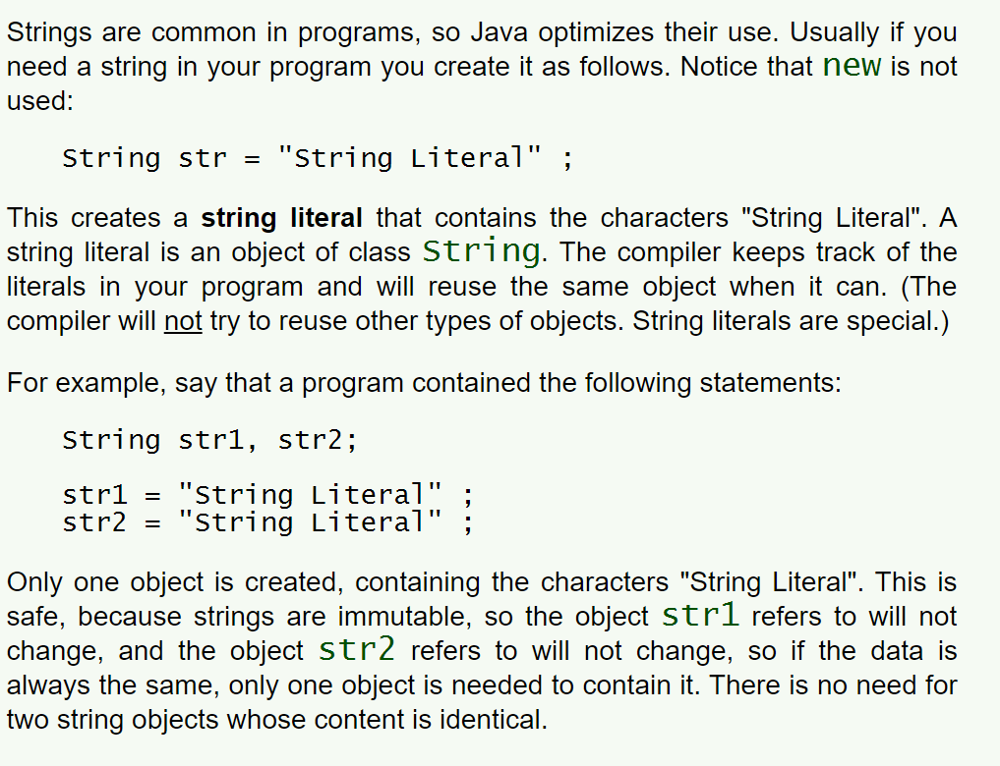 Strings are common in programs, so Java optimizes their use. Usually if you
need a string in your program you create it as follows. Notice that new is not
used:
String str = "String Literal" ;
This creates a string literal that contains the characters "String Literal". A
string literal is an object of class String. The compiler keeps track of the
literals in your program and will reuse the same object when it can. (The
compiler will not try to reuse other types of objects. String literals are special.)
For example, say that a program contained the following statements:
String str1, str2;
str1 = "String Literal" ;
str2 = "String Literal" ;
Only one object is created, containing the characters "String Literal". This is
safe, because strings are immutable, so the object str1 refers to will not
change, and the object str2 refers to will not change, so if the data is
always the same, only one object is needed to contain it. There is no need for
two string objects whose content is identical.